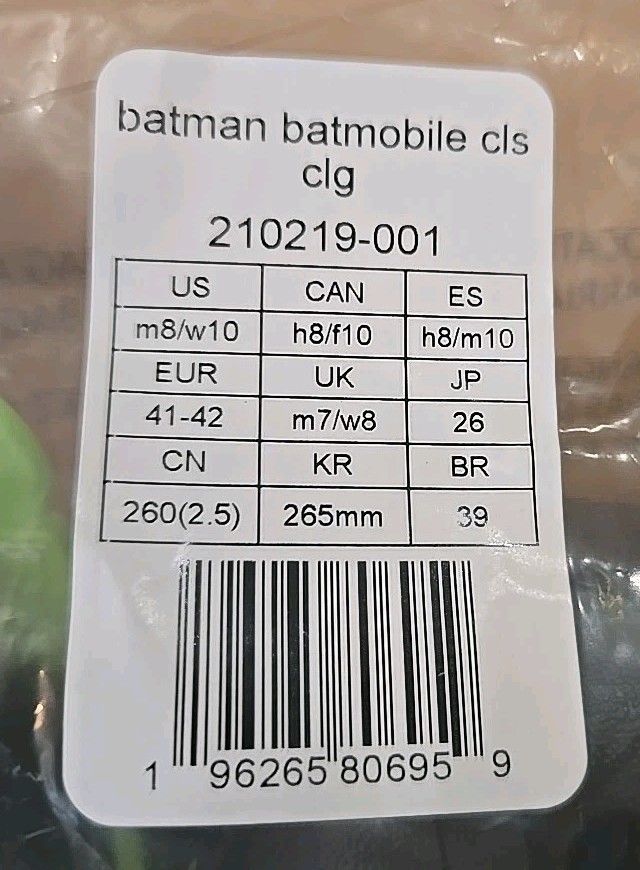 batman batmobile cls
clg
210219-001
US CAN ES
m8/w10 h8/f10 h8/m10
EUR UK JP
41-42 m7/w8 26
CN KR BR
260(2.5) 265mm 39
1 96265 80695 9